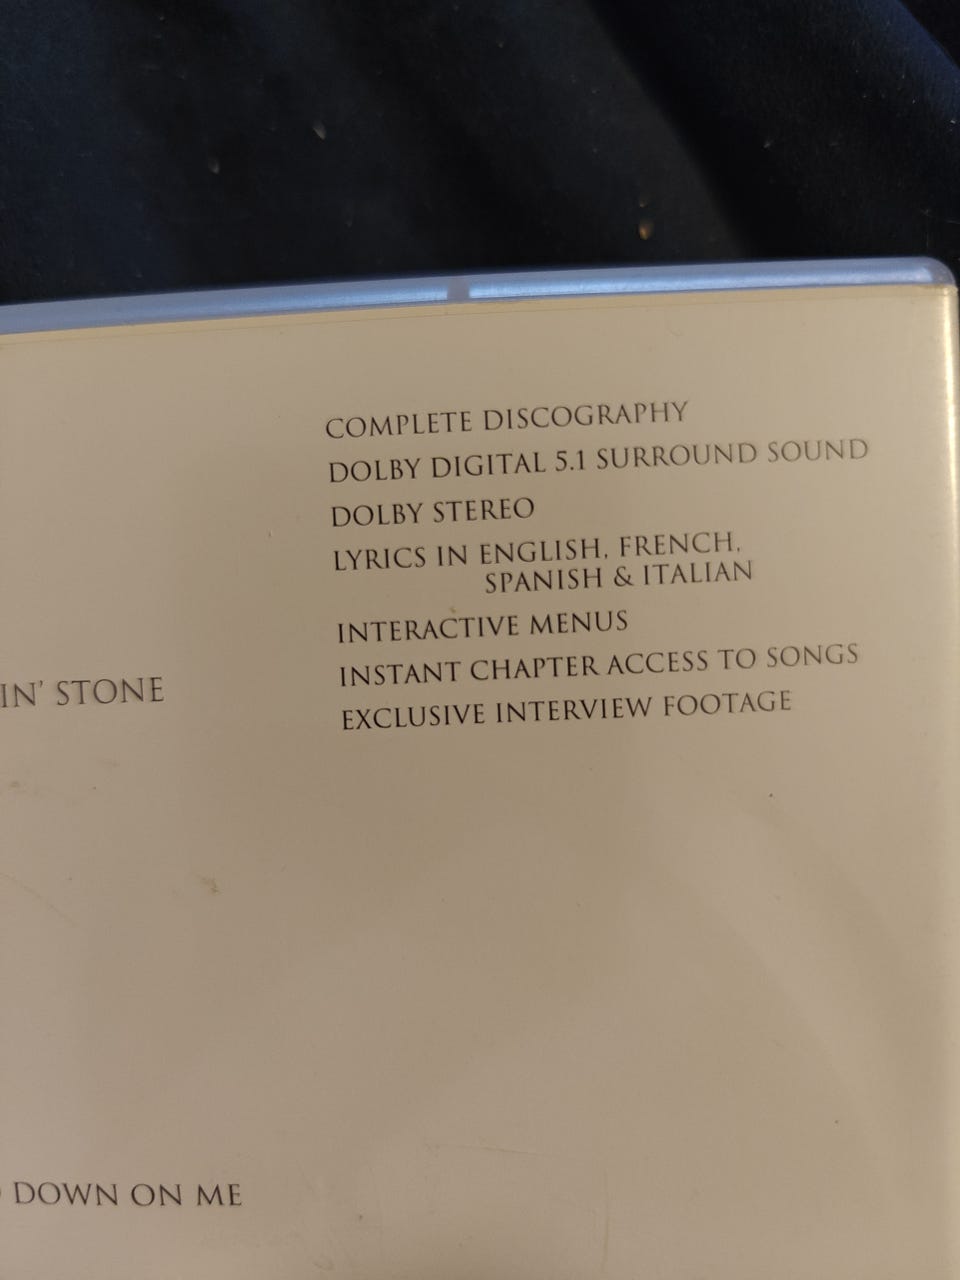 COMPLETE DISCOGRAPHY
DOLBY DIGITAL 5.1 SURROUND SOUND
DOLBY STEREO
LYRICS IN ENGLISH, FRENCH,
SPANISH & ITALIAN
INTERACTIVE MENUS
INSTANT CHAPTER ACCESS TO SONGS
EXCLUSIVE INTERVIEW FOOTAGE
IN' STONE
DOWN ON ME